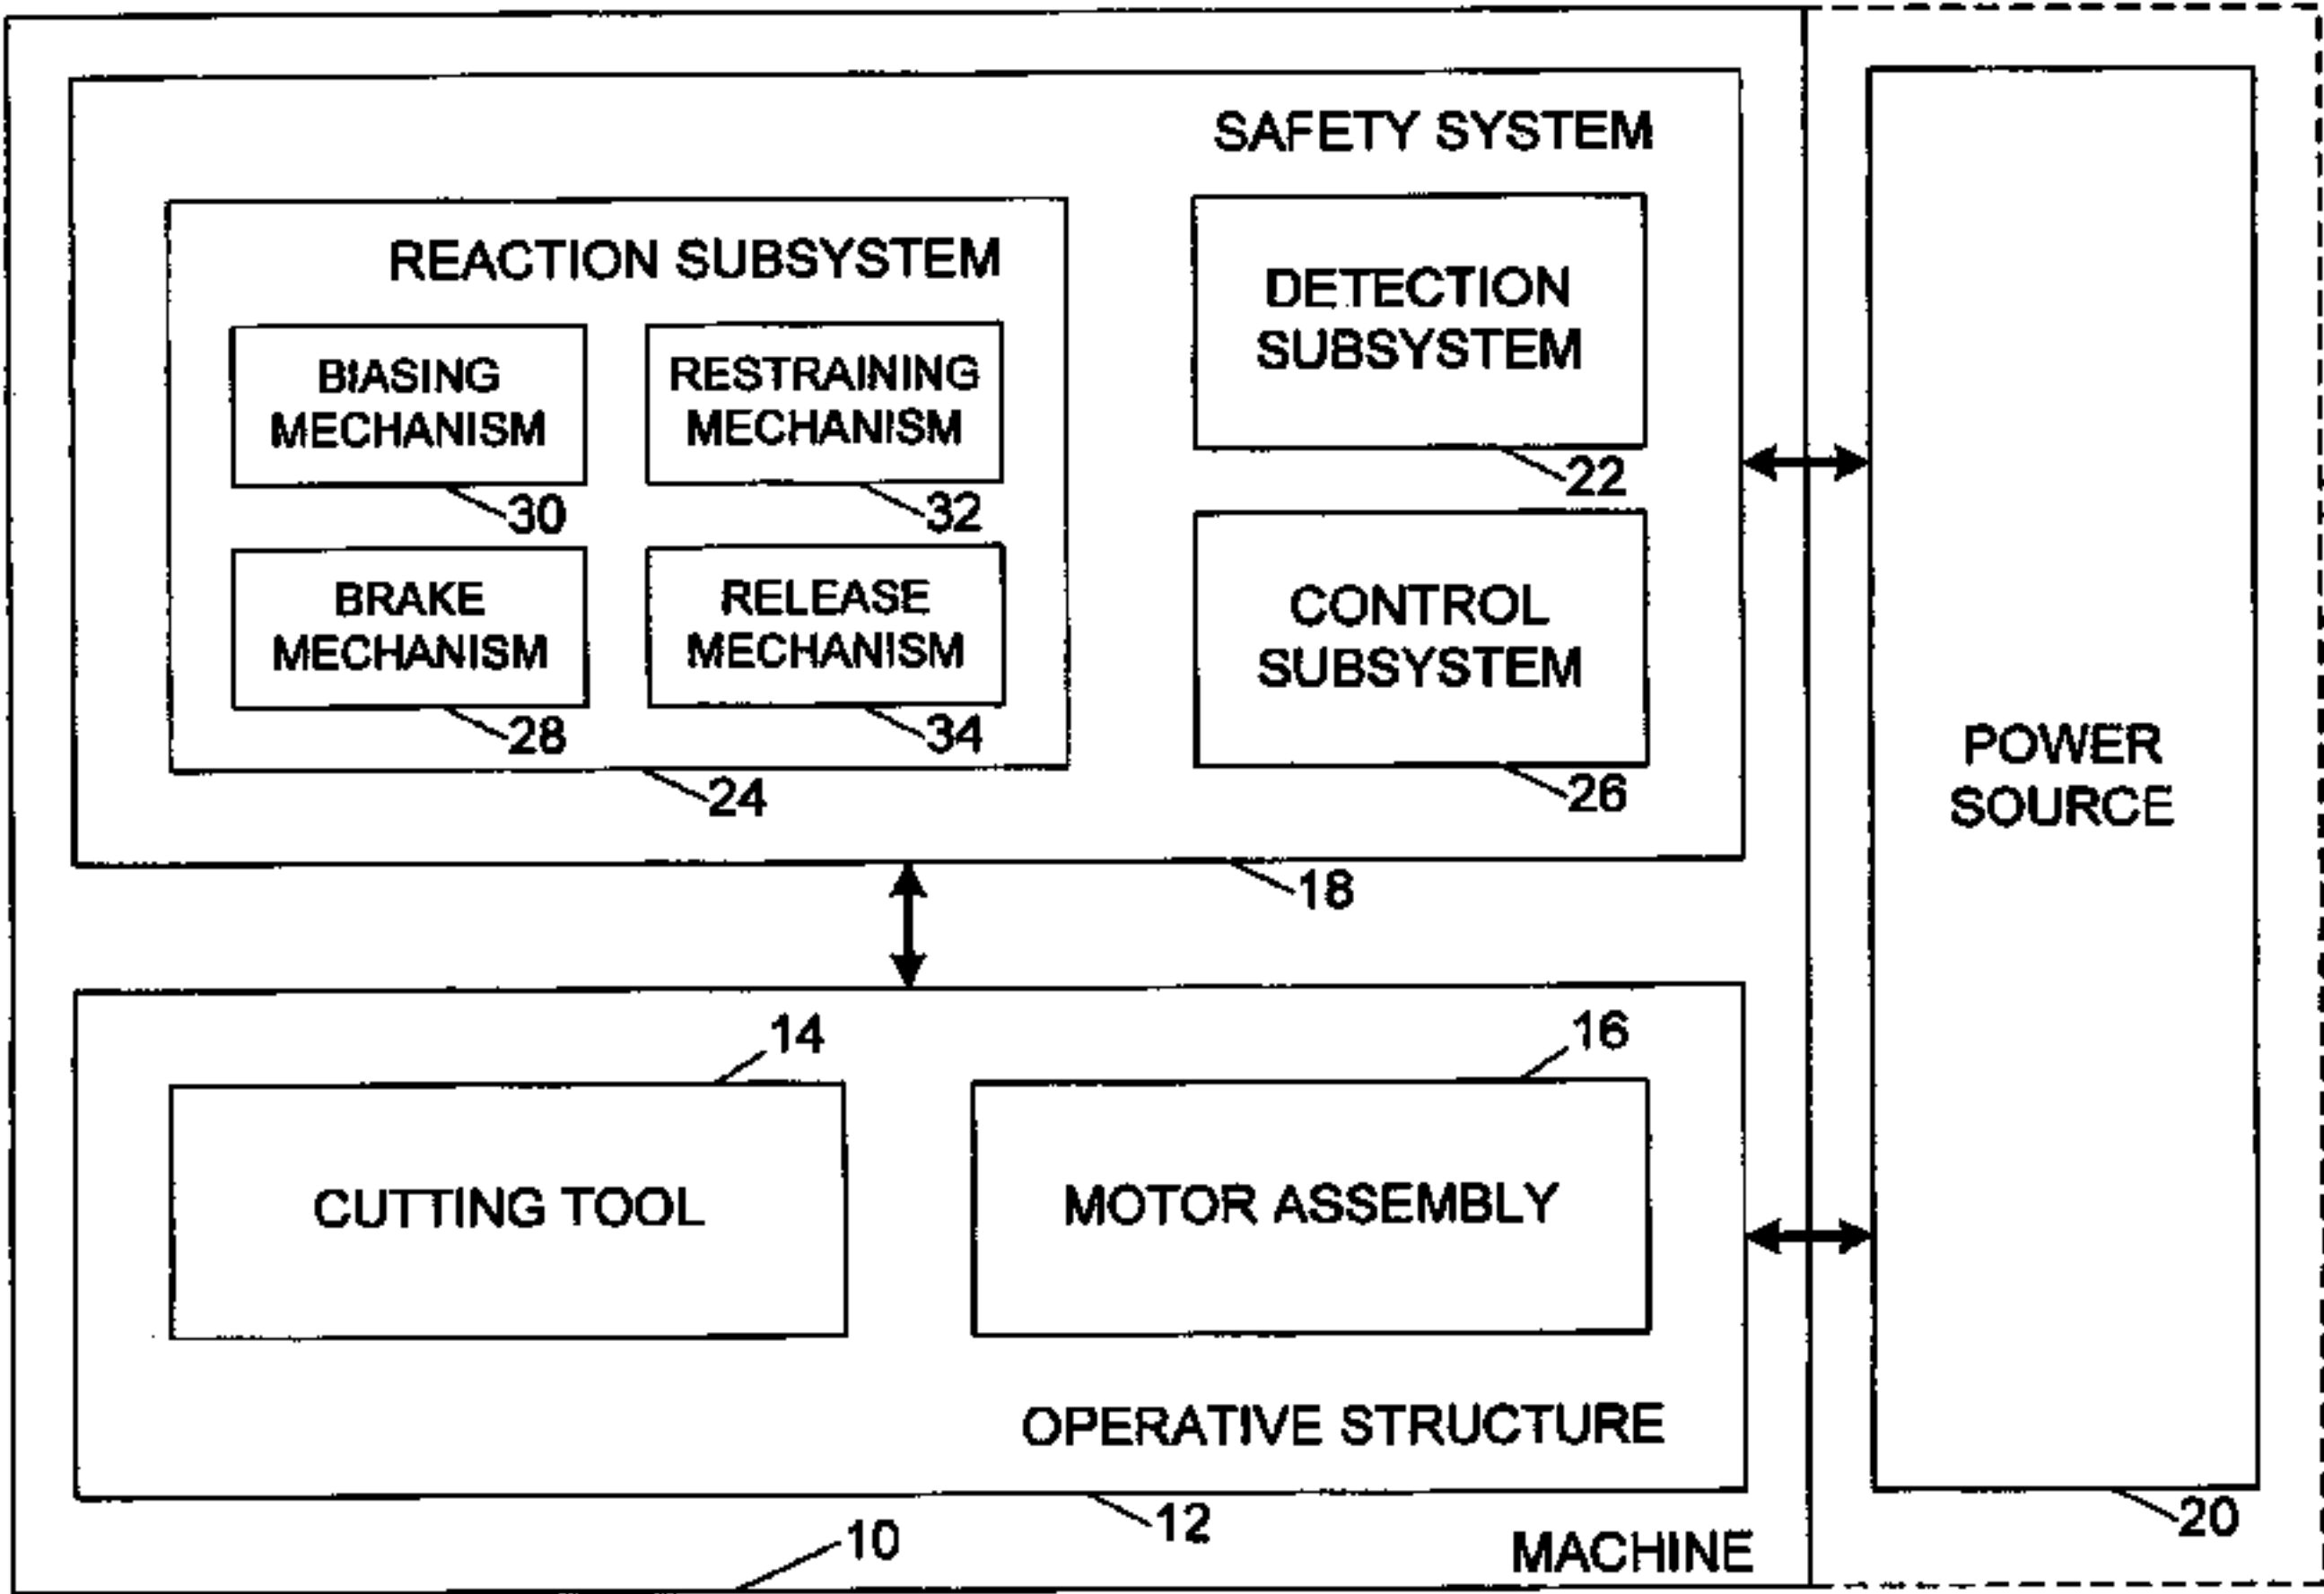 SAFETY SYSTEM
REACTION SUBSYSTEM
BIASING
MECHANISM
30
RESTRAINING
MECHANISM
32
BRAKE
MECHANISM
28
RELEASE
MECHANISM
34
24
DETECTION
SUBSYSTEM
22
CONTROL
SUBSYSTEM
26
18
POWER
SOURCE
20
14
CUTTING TOOL
16
MOTOR ASSEMBLY
OPERATIVE STRUCTURE
12
10
MACHINE